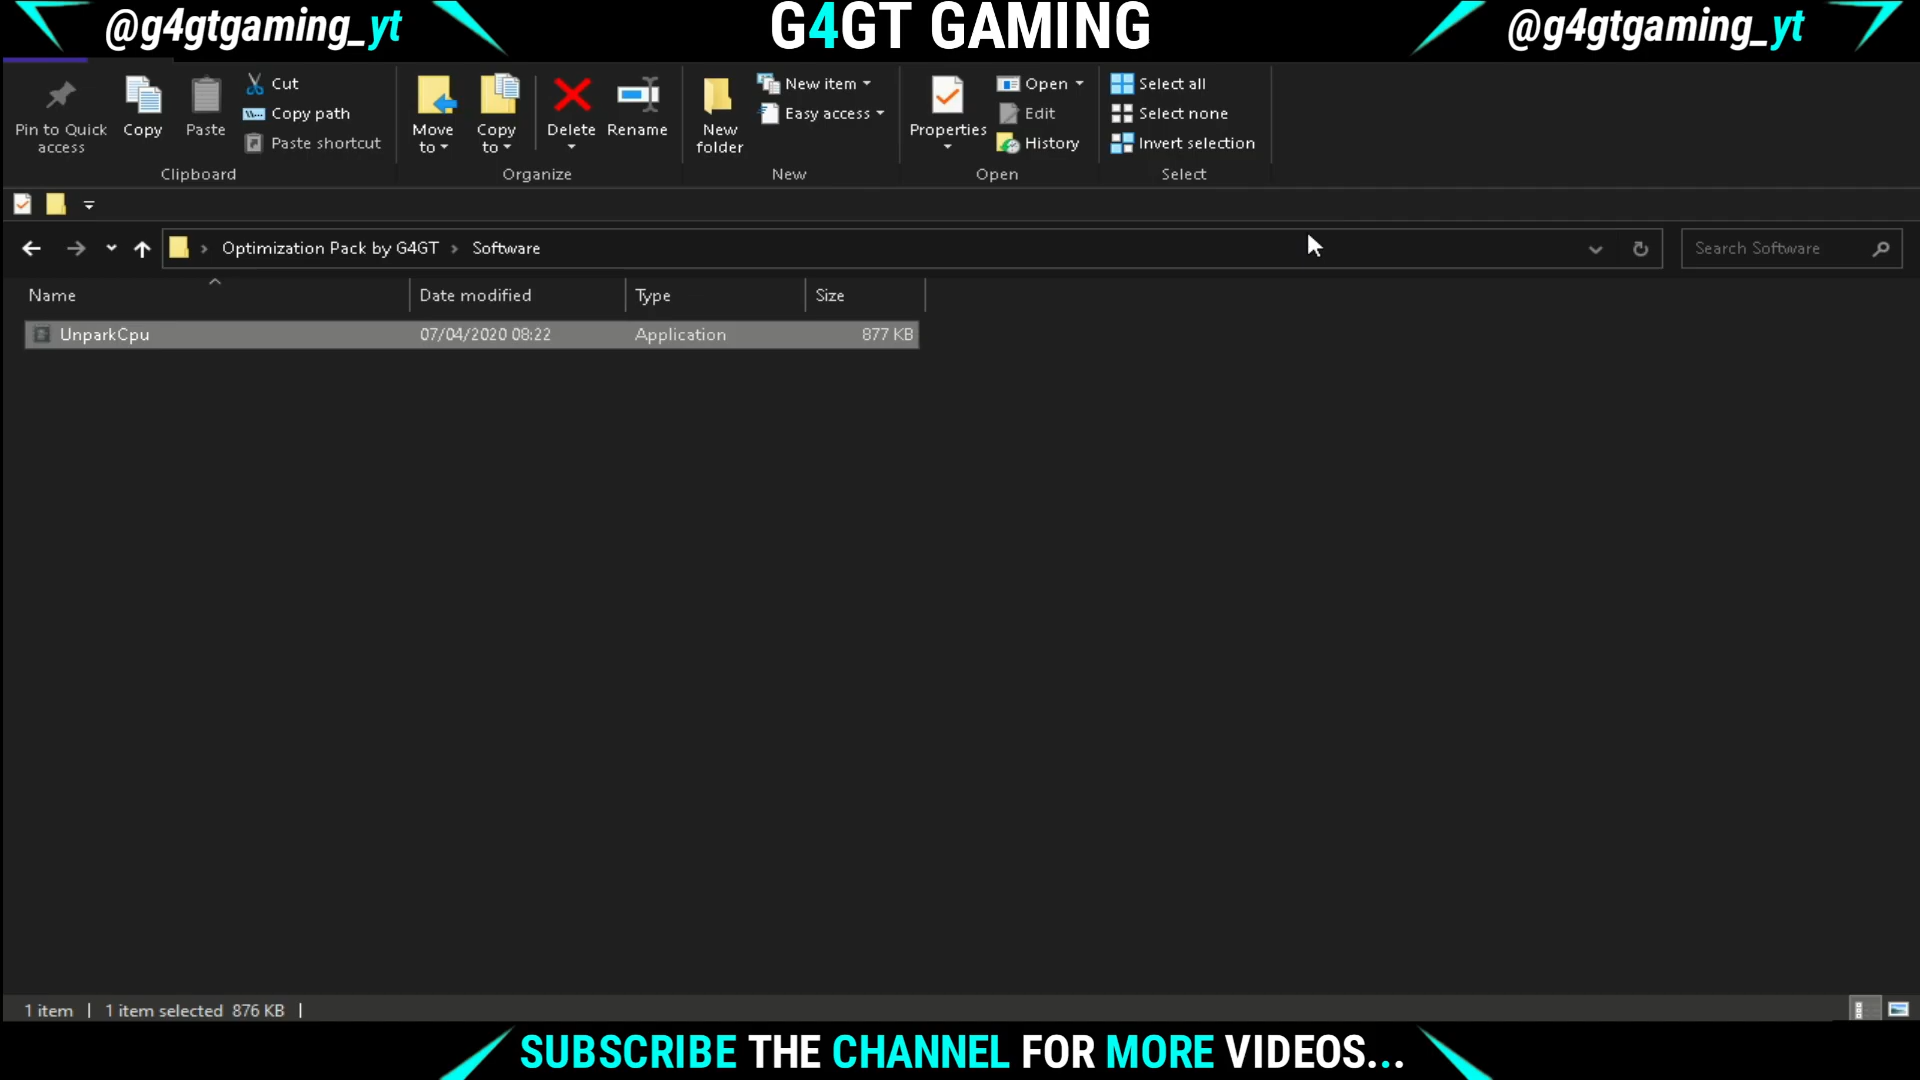 @g4gtgaming_yt
G4GT GAMING
@g4gtgaming_yt
Pin to Quick access
Copy
Paste
Cut
Copy path
Paste shortcut
Clipboard
Move to
Copy to
Delete
Rename
Organize
New folder
New item
Easy access
New
Properties
Open
Edit
History
Open
Select all
Select none
Invert selection
Select
Optimization Pack by G4GT > Software
Search Software
Name Date modified Type Size
UnparkCpu 07/04/2020 08:22 Application 877 KB
1 item | 1 item selected 876 KB |
SUBSCRIBE THE CHANNEL FOR MORE VIDEOS...